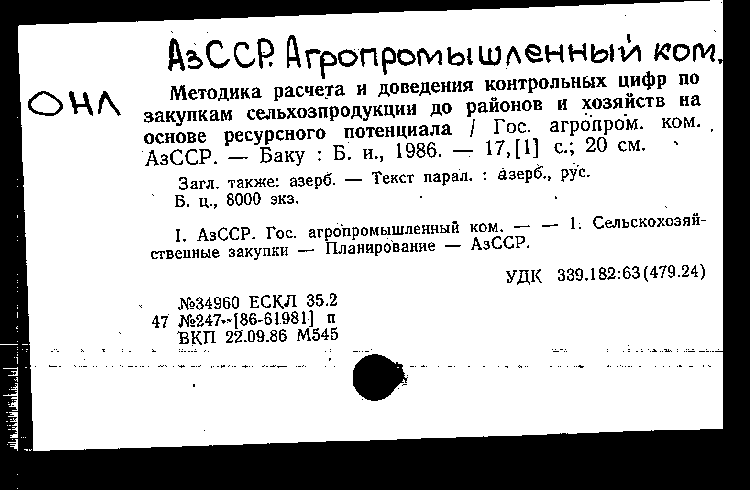 АзССР. Агропромышленный ком.
ОНЛ
Методика расчета и доведения контрольных цифр по
закупкам сельхозпродукции до районов и хозяйств на
основе ресурсного потенциала / Гос. агропром. ком.
АзССР. — Баку : Б. и., 1986. — 17,[1] с.; 20 см.
Загл. также: азерб. — Текст парал. : азерб., рус.
Б. ц., 8000 экз.
I. АзССР. Гос. агропромышленный ком. — — 1. Сельскохозяй-
ственные закупки — Планирование — АзССР.
УДК 339.182:63(479.24)
№34960 ЕСКЛ 35.2
47 №247--[86-61981] п
ВКП 22.09.86 М545